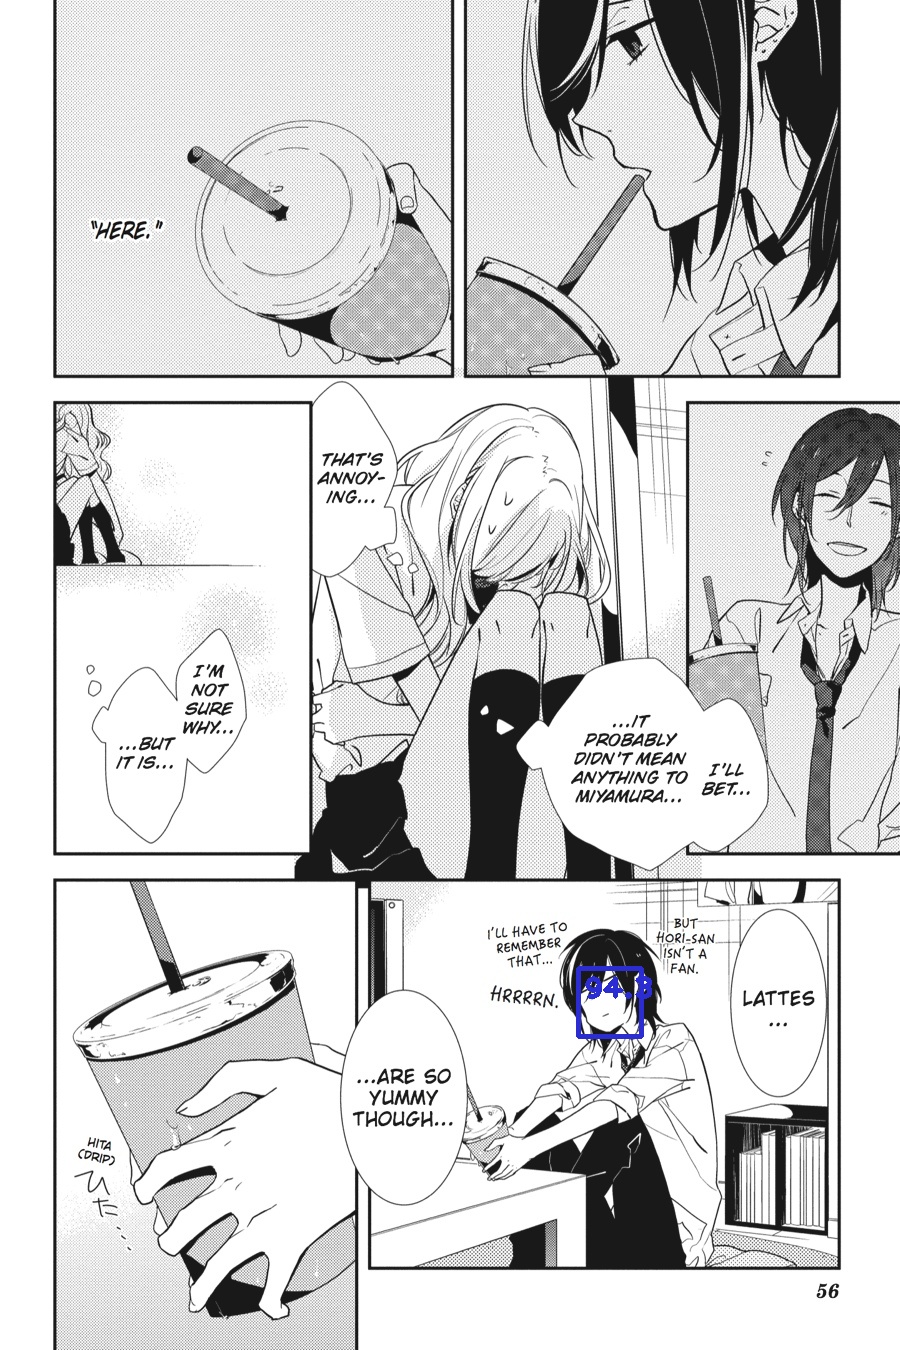 "HERE."
I'LL
BET...
...IT
PROBABLY
DIDN'T MEAN
ANYTHING TO
MIYAMURA...
THAT'S
ANNOY-
ING...
I'M
NOT
SURE
WHY...
...BUT
IT IS...
LATTES
...
BUT
HORI-SAN
ISN'T A
FAN.
I'LL HAVE TO
REMEMBER
THAT...
HRRRRN.
94.8
...ARE SO
YUMMY
THOUGH...
HITA
(DRIP)
ひた…
56